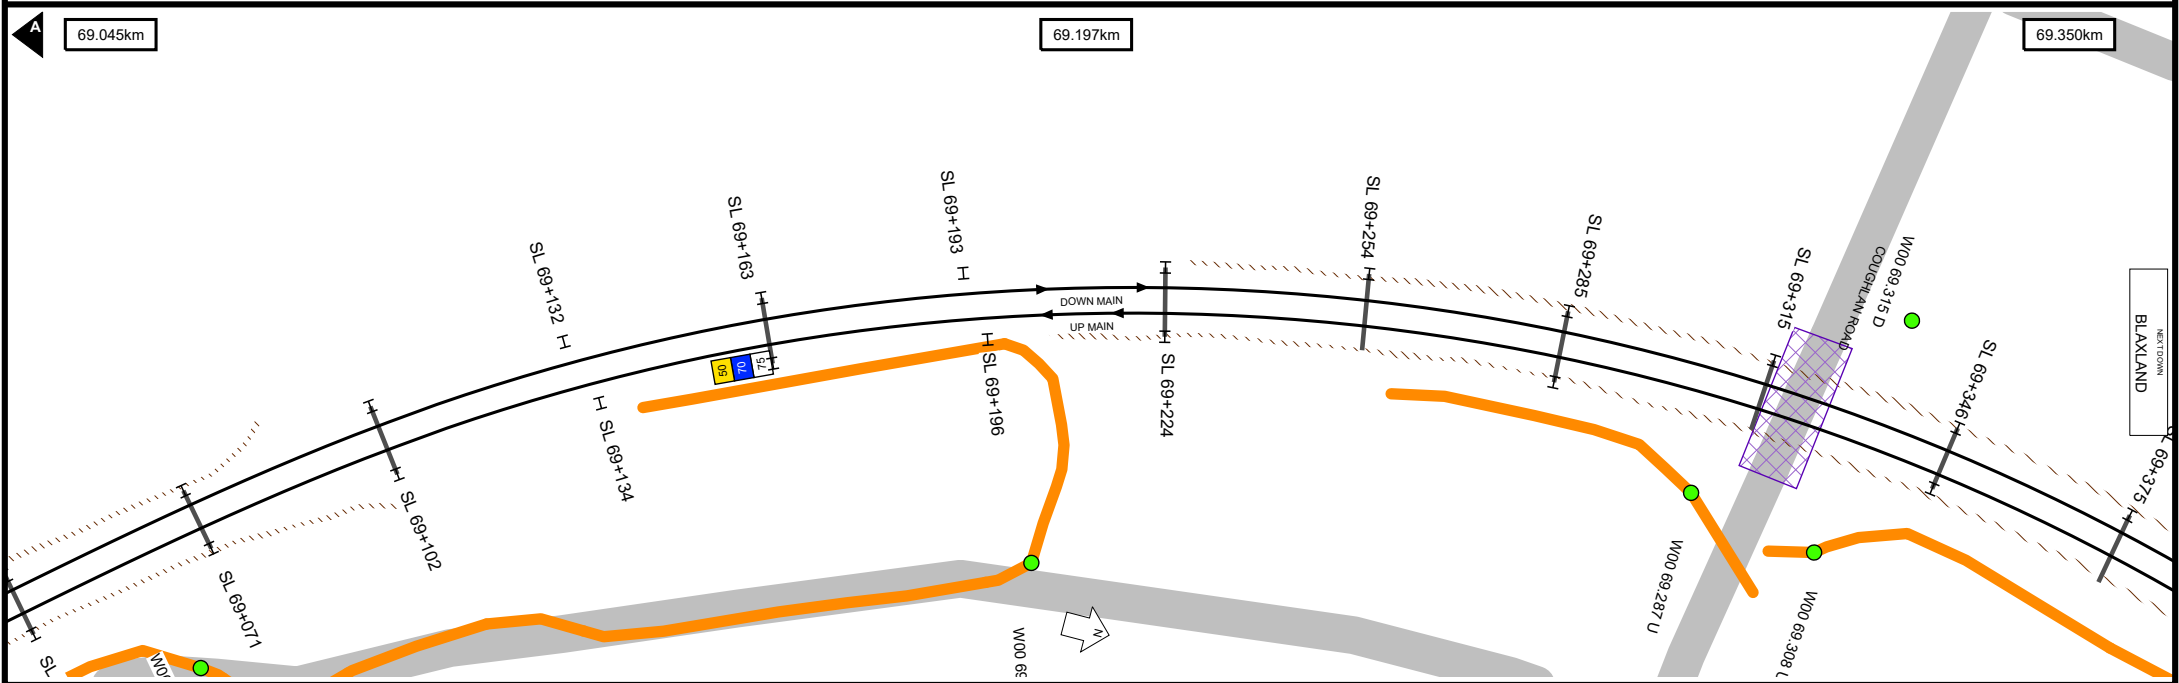 A
69.045km
69.197km
69.350km
SL 69+132
SL 69+163
SL 69+193
SL 69+254
SL 69+285
SL 69+315
COUGHLAN ROAD
W00 69.315 D
SL 69+346
SL 69+375
NEXT DOWN
BLAXLAND
DOWN MAIN
UP MAIN
50
70
75
SL 69+196
SL 69+224
SL 69+134
SL 69+102
SL 69+071
SL
W00 69
W00 69.287 U
W00 69.308
N